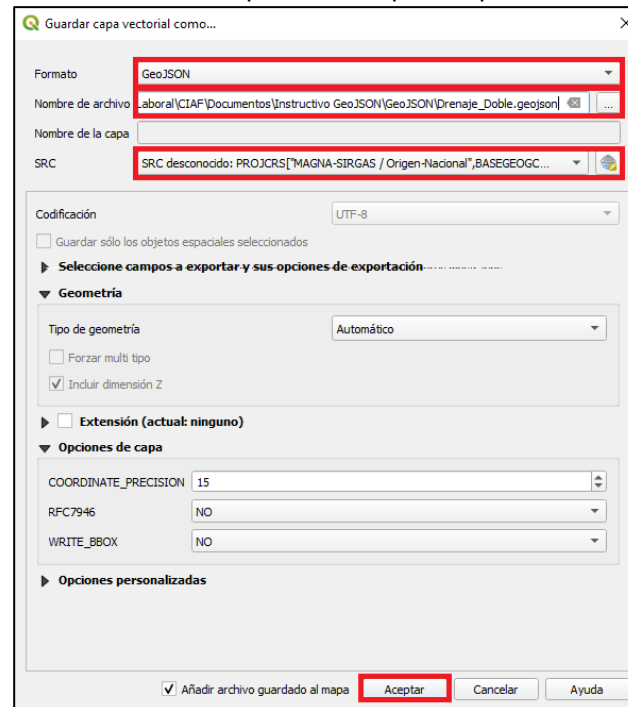 Guardar capa vectorial como...
Formato GeoJSON
Nombre de archivo Laboral\CIAF\Documentos\Instructivo GeoJSON\GeoJSON\Drenaje_Doble.geojson ...
Nombre de la capa
SRC SRC desconocido: PROJCRS["MAGNA-SIRGAS / Origen-Nacional",BASEGEOGC...
Codificación UTF-8
Guardar sólo los objetos espaciales seleccionados
Seleccione campos a exportar y sus opciones de exportación
Geometría
Tipo de geometría Automático
Forzar multi tipo
Incluir dimensión Z
Extensión (actual: ninguno)
Opciones de capa
COORDINATE_PRECISION 15
RFC7946 NO
WRITE_BBOX NO
Opciones personalizadas
Añadir archivo guardado al mapa Aceptar Cancelar Ayuda